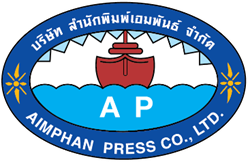 บริษัท สำนักพิมพ์เอมพันธ์ จำกัด
A P
AIMPHAN PRESS CO., LTD.